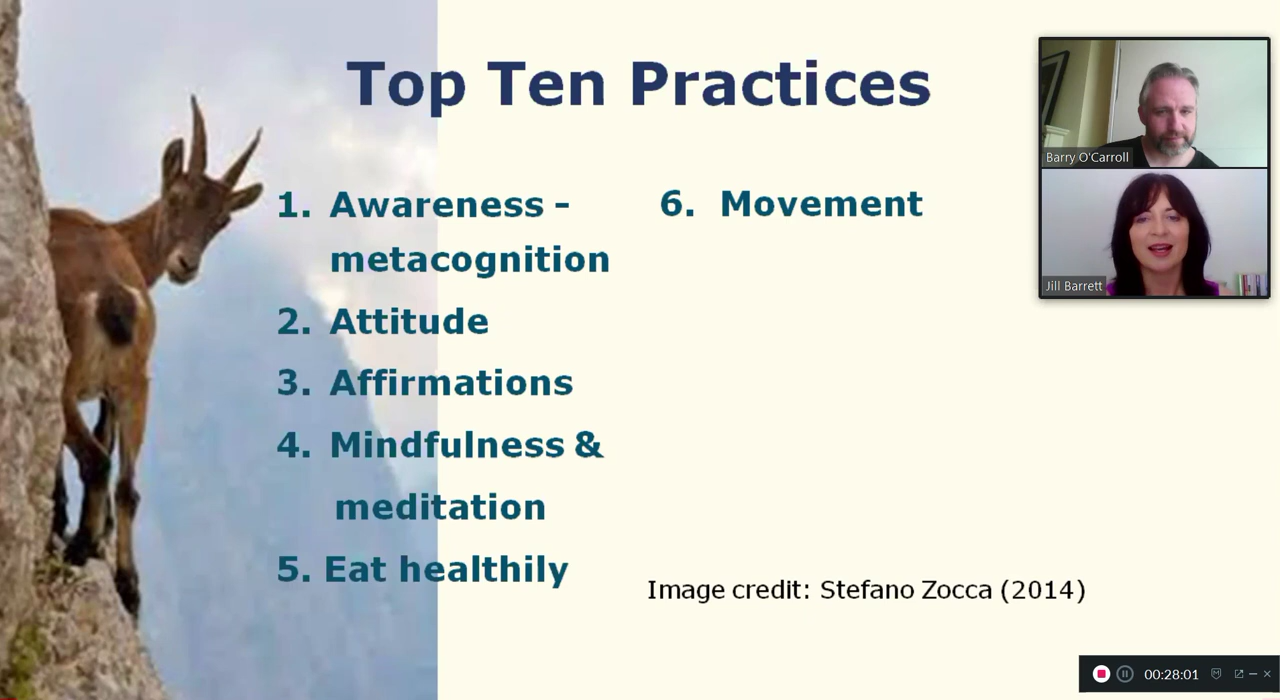 Top Ten Practices
1. Awareness -
metacognition
2. Attitude
3. Affirmations
4. Mindfulness &
meditation
5. Eat healthily
6. Movement
Image credit: Stefano Zocca (2014)
Barry O'Carroll
Jill Barrett
00:28:01